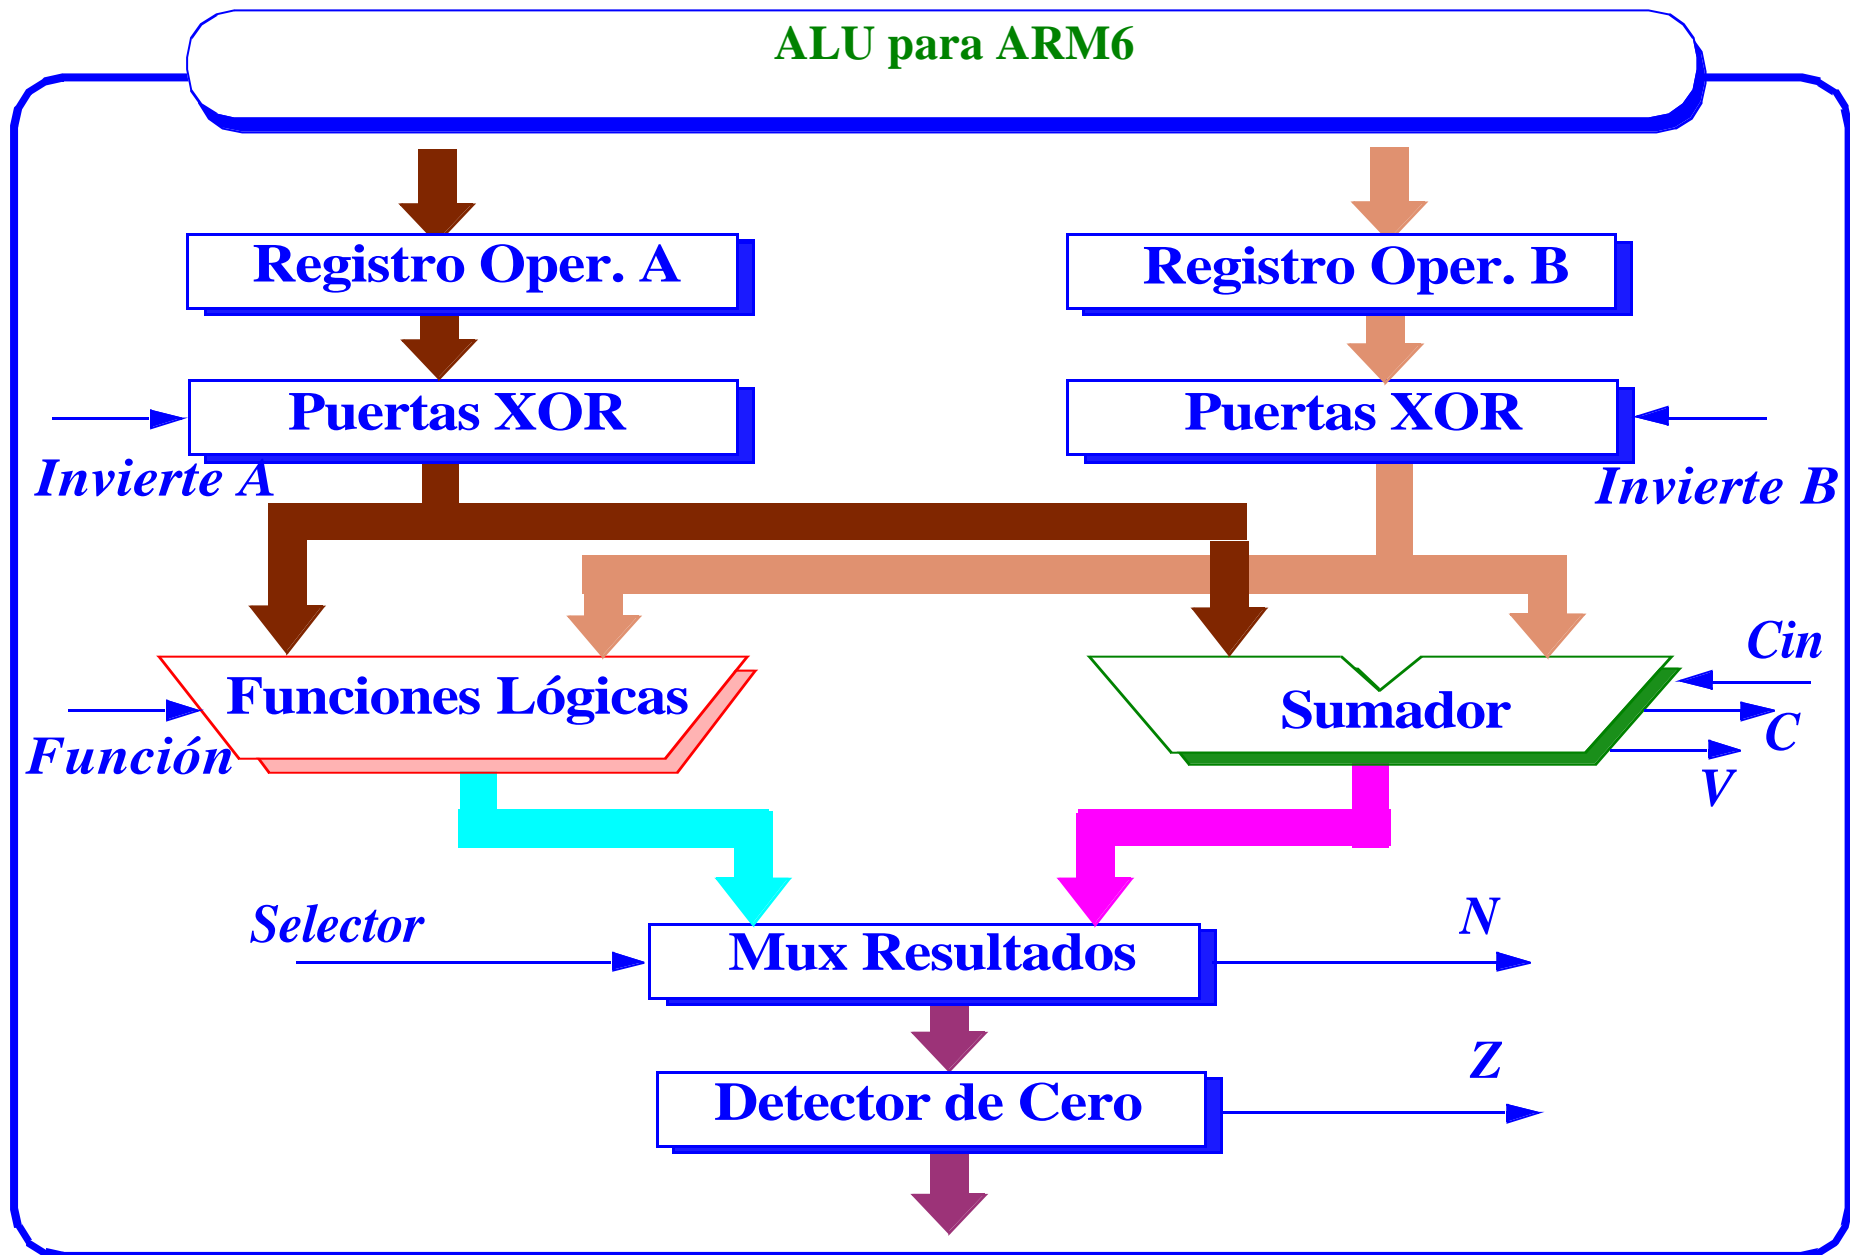 ALU para ARM6
Registro Oper. A
Registro Oper. B
Puertas XOR
Puertas XOR
Invierte A
Invierte B
Cin
Funciones Lógicas
Sumador
C
Función
V
Selector
N
Mux Resultados
Z
Detector de Cero